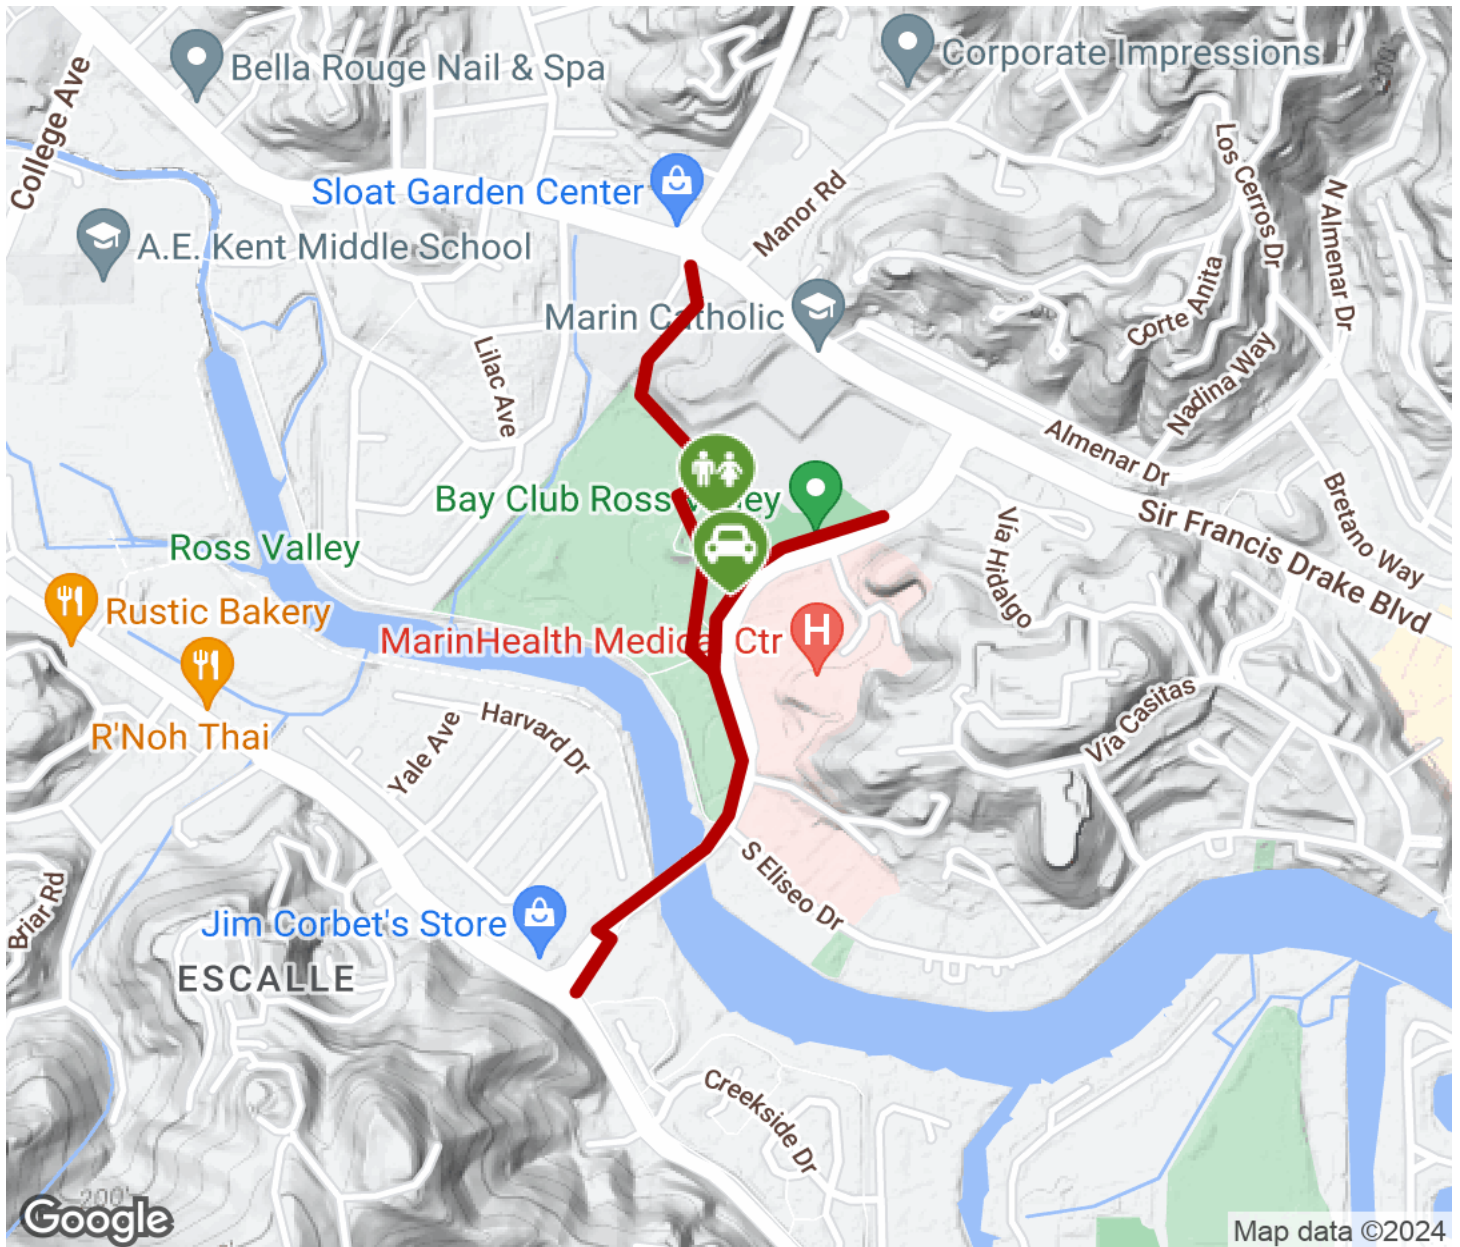 College Ave
Bella Rouge Nail & Spa
Corporate Impressions
Sloat Garden Center
Manor Rd
Los Cerros Dr
N Almenar Dr
A.E. Kent Middle School
Marin Catholic
Corte Anita
Nadina Way
Lilac Ave
Almenar Dr
Bay Club Ross Valley
Bretano Way
Sir Francis Drake Blvd
Vía Hidalgo
Ross Valley
Rustic Bakery
MarinHealth Medical Ctr
H
R'Noh Thai
Yale Ave
Harvard Dr
Vía Casitas
S Eliseo Dr
Briar Rd
Jim Corbet's Store
ESCALLE
Creekside Dr
200'
Google
Map data ©2024